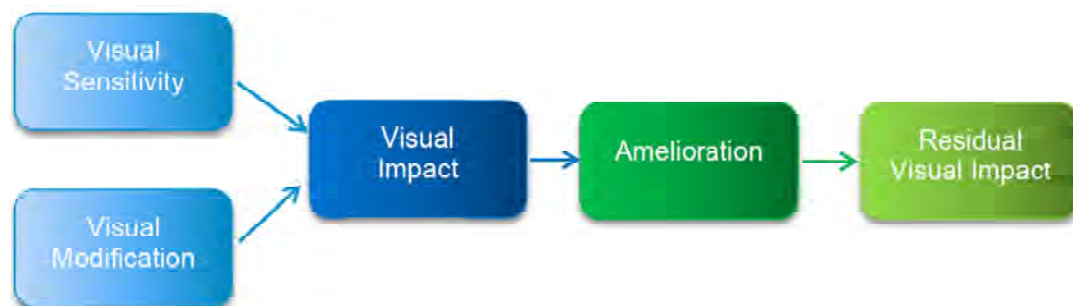 Visual
Sensitivity
Visual
Modification
Visual
Impact
Amelioration
Residual
Visual Impact